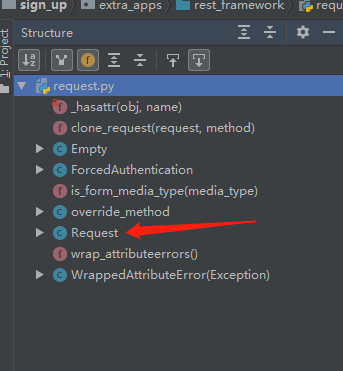 sign_up extra_apps rest_framework requ
1: Project
Structure
request.py
_hasattr(obj, name)
clone_request(request, method)
Empty
ForcedAuthentication
is_form_media_type(media_type)
override_method
Request
wrap_attributeerrors()
WrappedAttributeError(Exception)